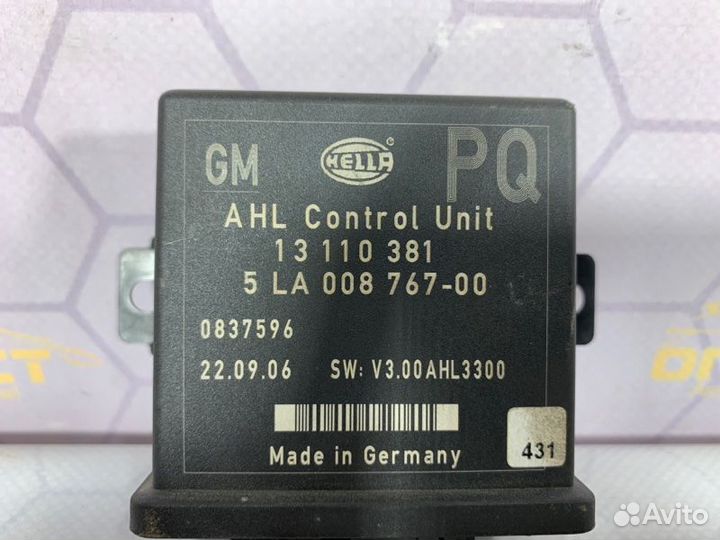 GM HELLA PQ
AHL Control Unit
13 110 381
5 LA 008 767-00
0837596
22.09.06 SW: V3.00AHL3300
Made in Germany
431
Avito